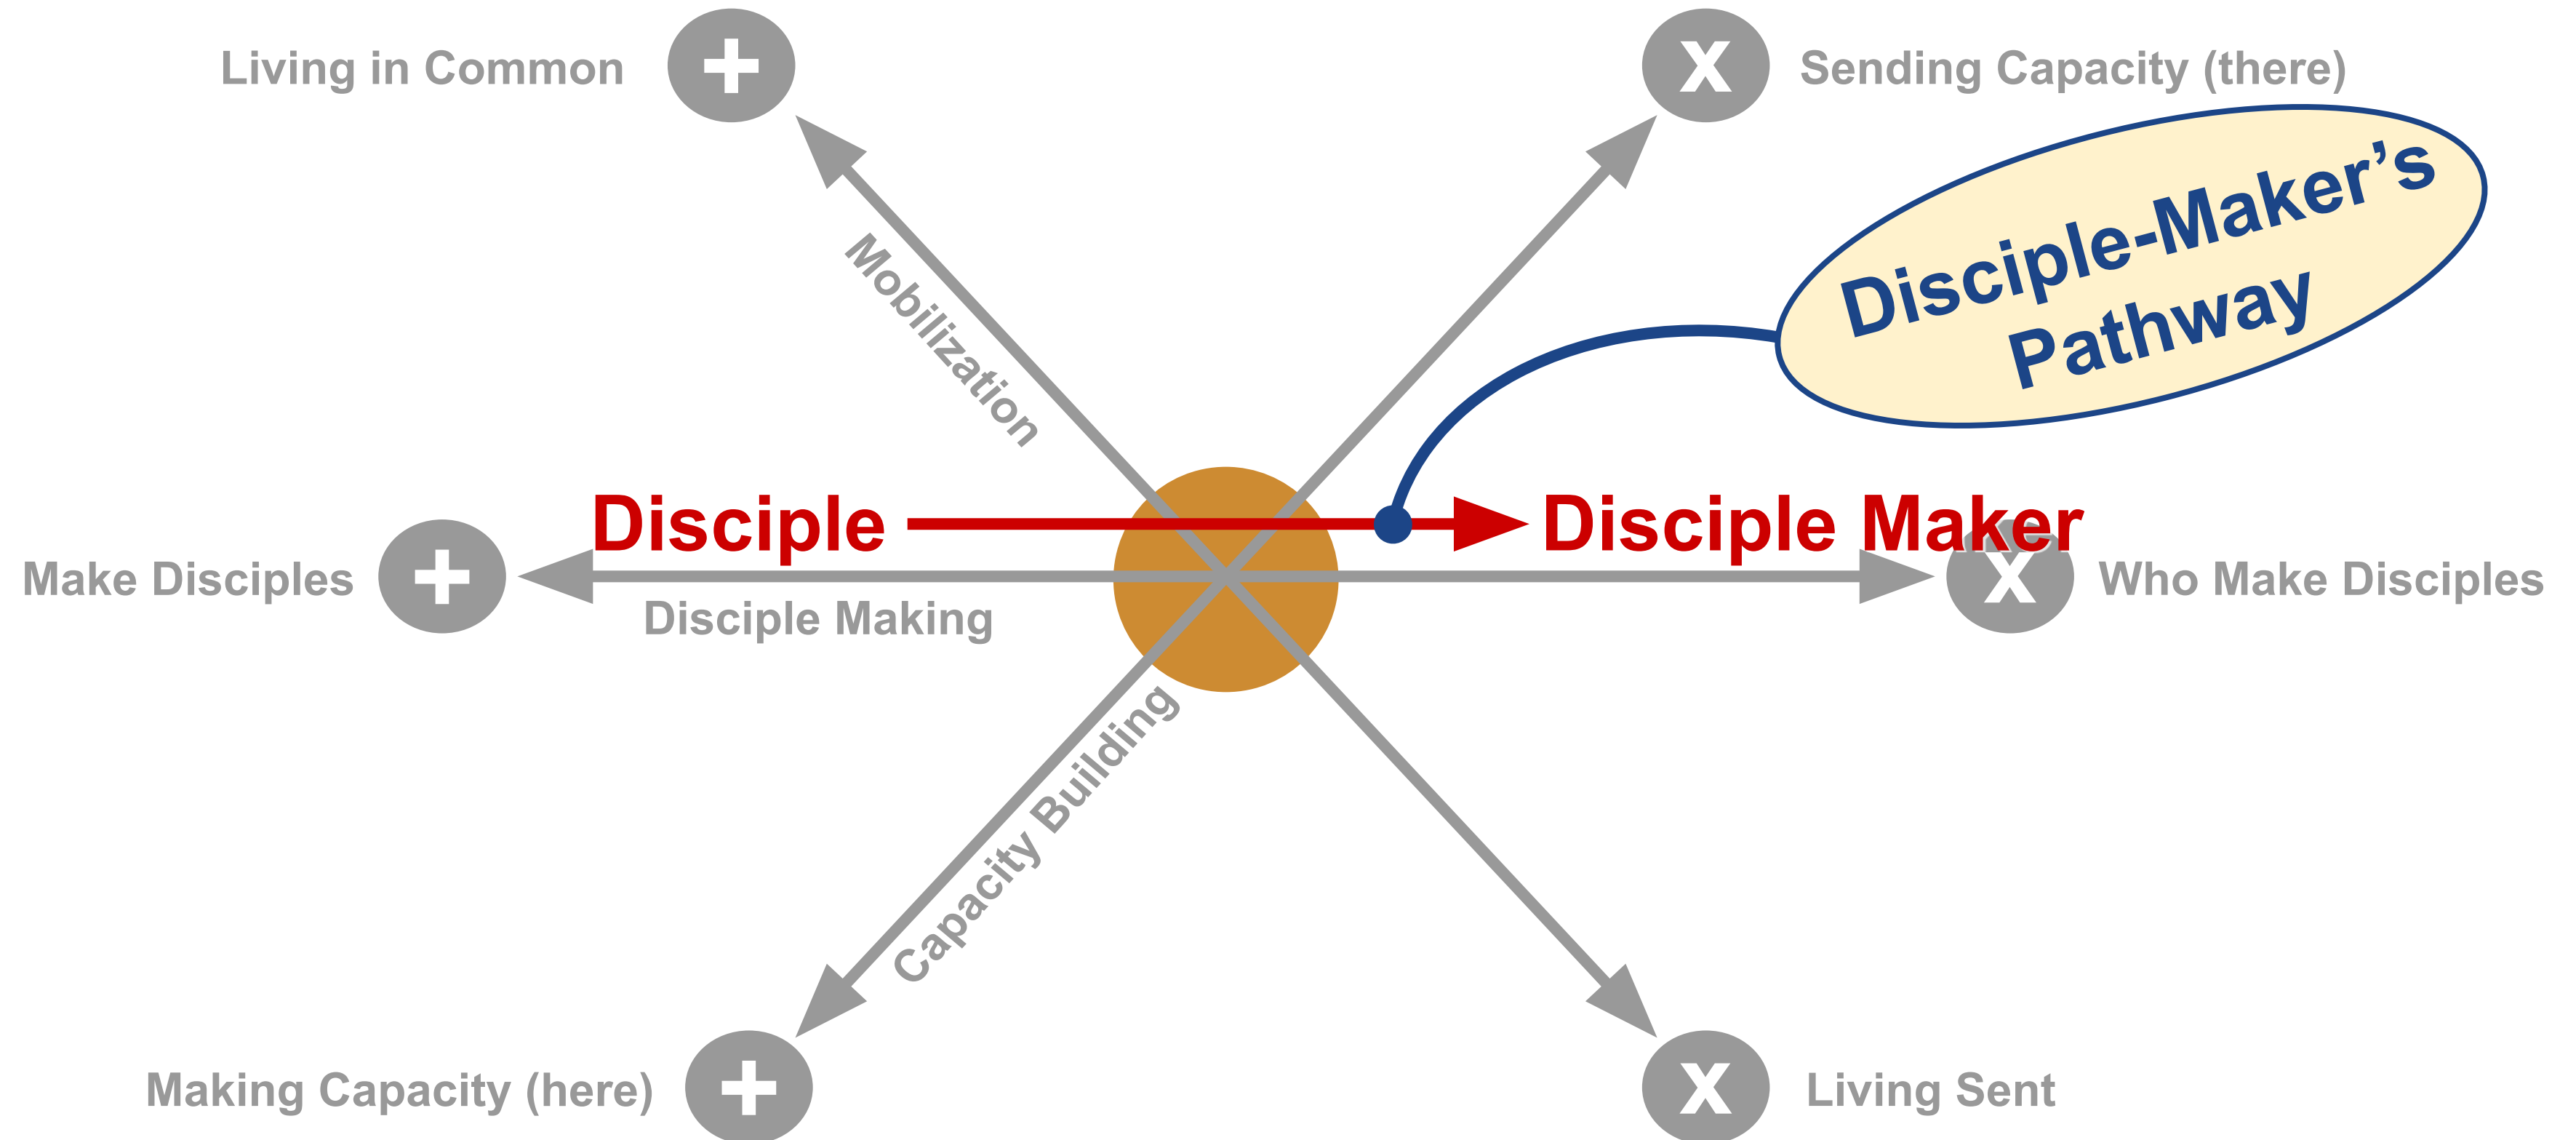 Living in Common
+
x
Sending Capacity (there)
Disciple-Maker’s
Pathway
Mobilization
Disciple
Disciple Maker
Make Disciples
+
x
Who Make Disciples
Disciple Making
Capacity Building
Making Capacity (here)
+
x
Living Sent